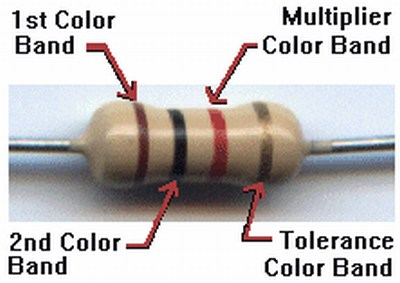 1st Color
Band
Multiplier
Color Band
2nd Color
Band
Tolerance
Color Band